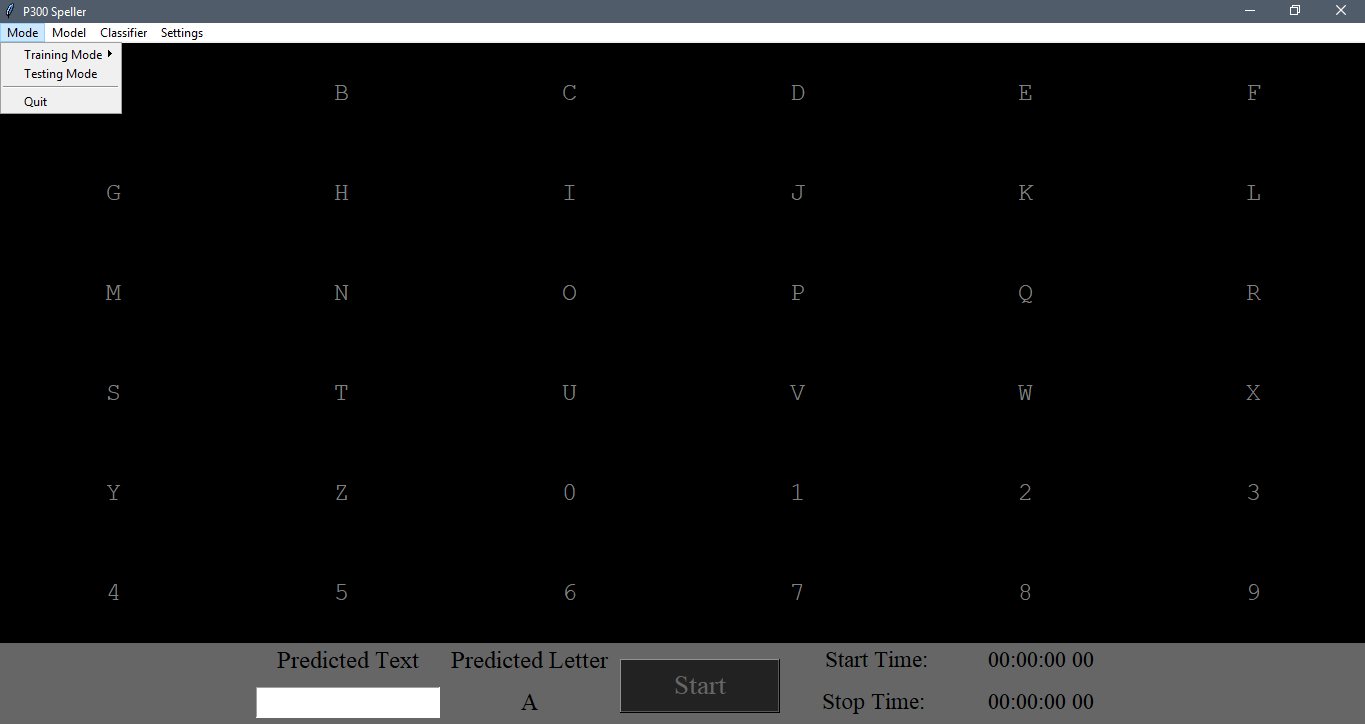 P300 Speller
Mode Model Classifier Settings
Training Mode
Testing Mode
Quit
B C D E F
G H I J K L
M N O P Q R
S T U V W X
Y Z 0 1 2 3
4 5 6 7 8 9
Predicted Text Predicted Letter Start Time: 00:00:00 00
A Start Stop Time: 00:00:00 00